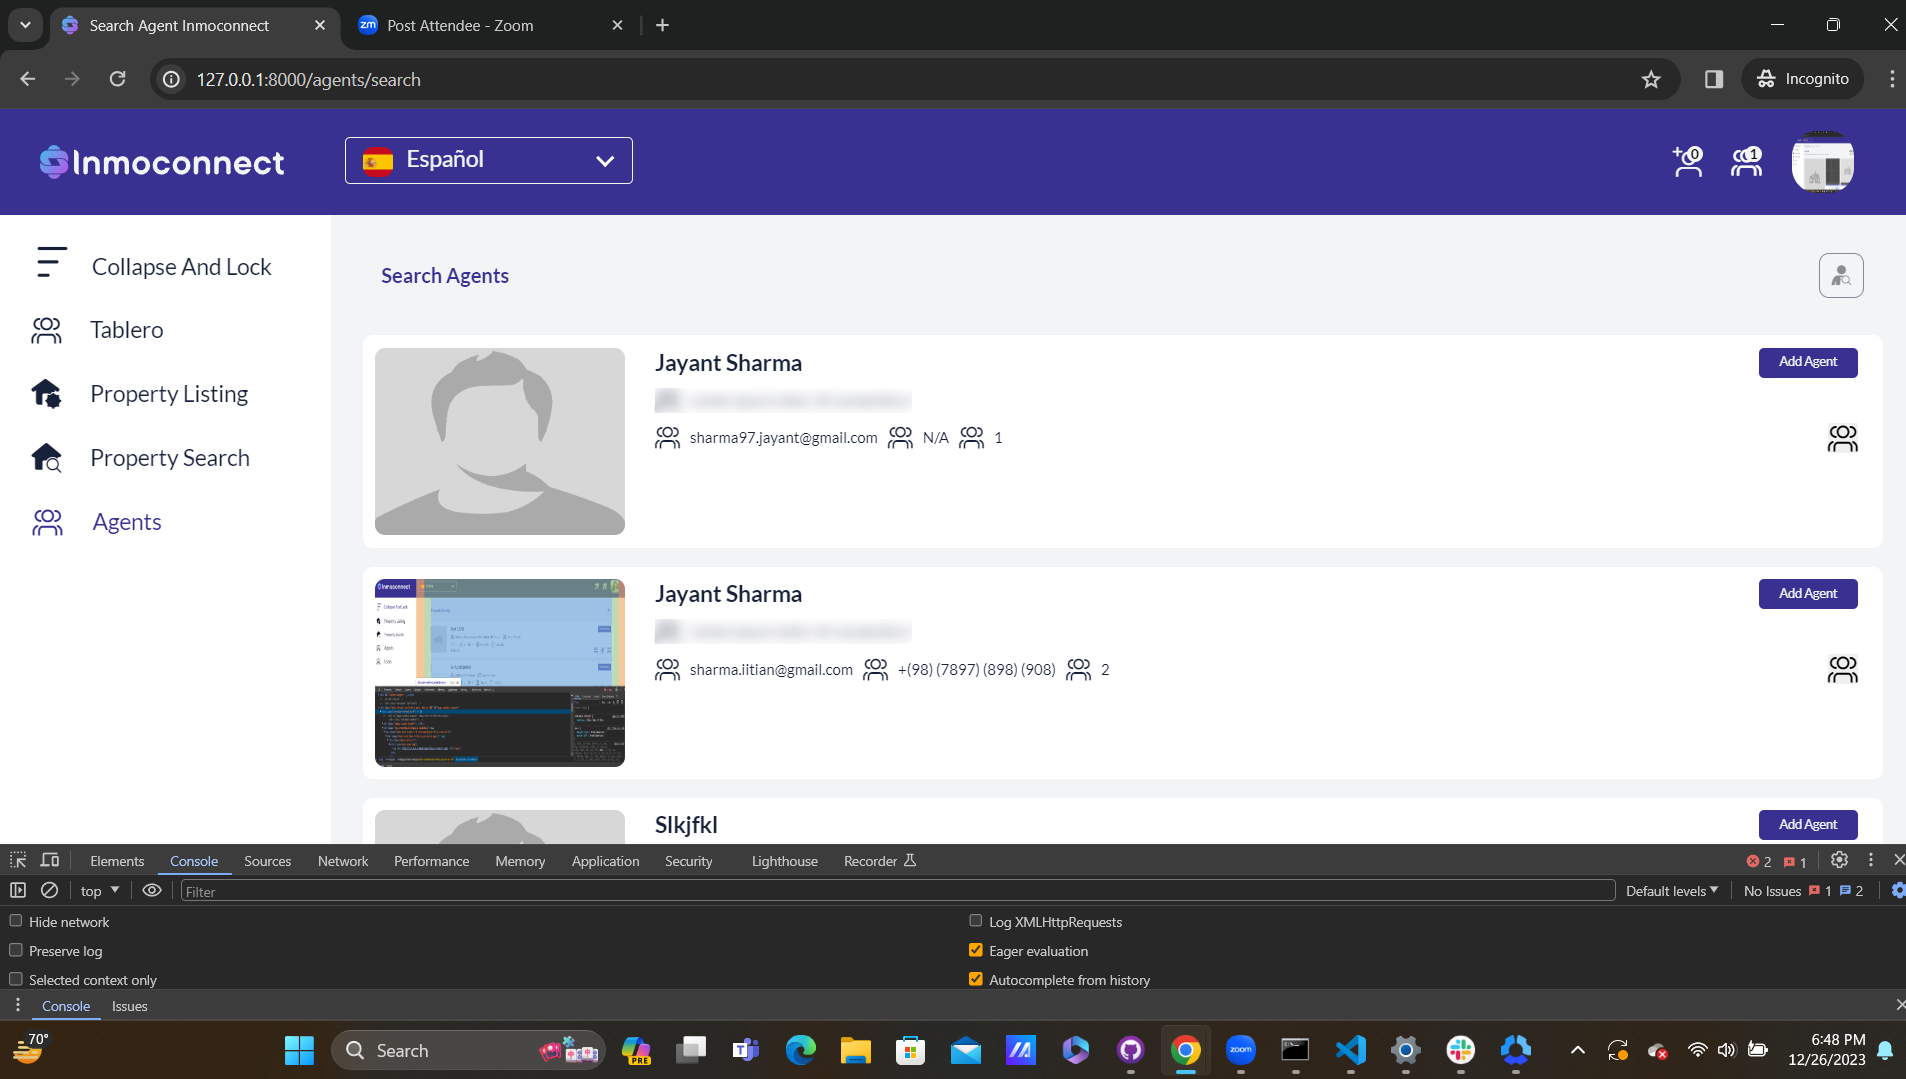 Search Agent Inmoconnect
Post Attendee - Zoom
127.0.0.1:8000/agents/search
Incognito
Inmoconnect
Español
0
1
Collapse And Lock
Tablero
Property Listing
Property Search
Agents
Search Agents
Jayant Sharma
Add Agent
sharma97.jayant@gmail.com N/A 1
Jayant Sharma
Add Agent
sharma.iitian@gmail.com +(98) (7897) (898) (908) 2
Slkjfkl
Add Agent
Elements Console Sources Network Performance Memory Application Security Lighthouse Recorder 2 1
top Filter Default levels No Issues 1 2
Hide network Log XMLHttpRequests
Preserve log Eager evaluation
Selected context only Autocomplete from history
Console Issues
70° Search PRE zoom 6:48 PM
12/26/2023